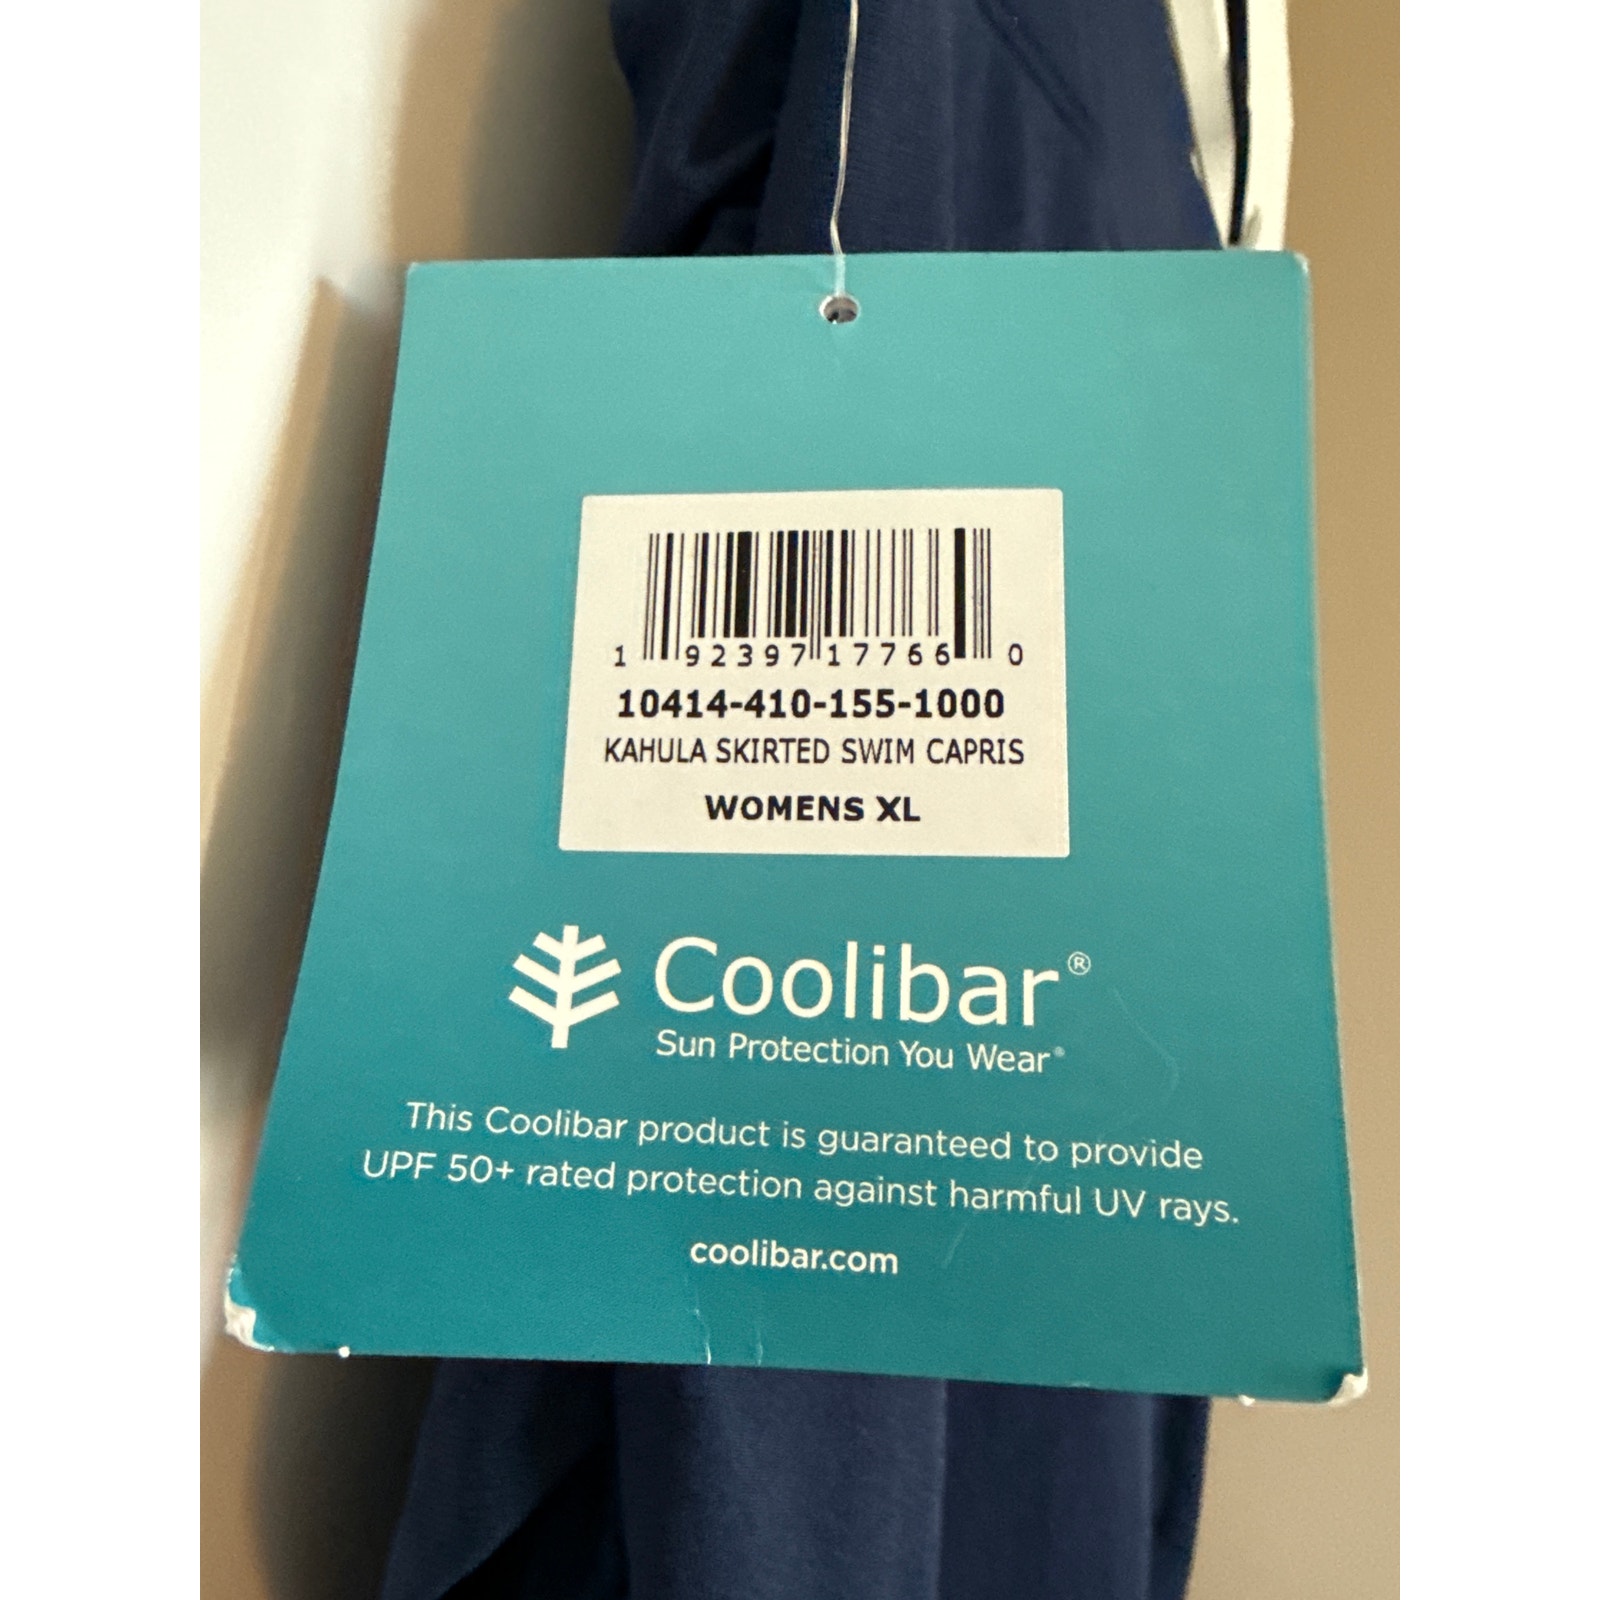 1 92397 17766 0
10414-410-155-1000
KAHULA SKIRTED SWIM CAPRIS
WOMENS XL
Coolibar®
Sun Protection You Wear®
This Coolibar product is guaranteed to provide
UPF 50+ rated protection against harmful UV rays.
coolibar.com